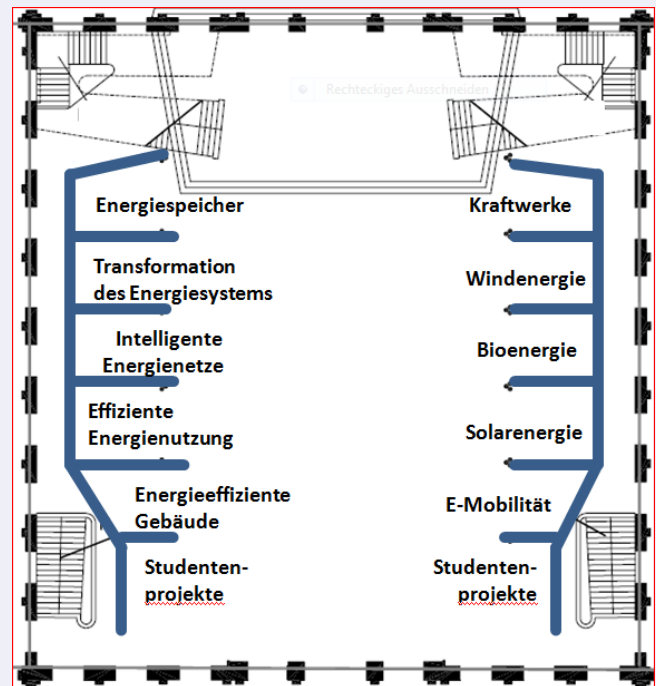 Rechteckiges Ausschneiden
Energiespeicher
Transformation
des Energiesystems
Intelligente
Energienetze
Effiziente
Energienutzung
Energieeffiziente
Gebäude
Studenten-
projekte
Kraftwerke
Windenergie
Bioenergie
Solarenergie
E-Mobilität
Studenten-
projekte